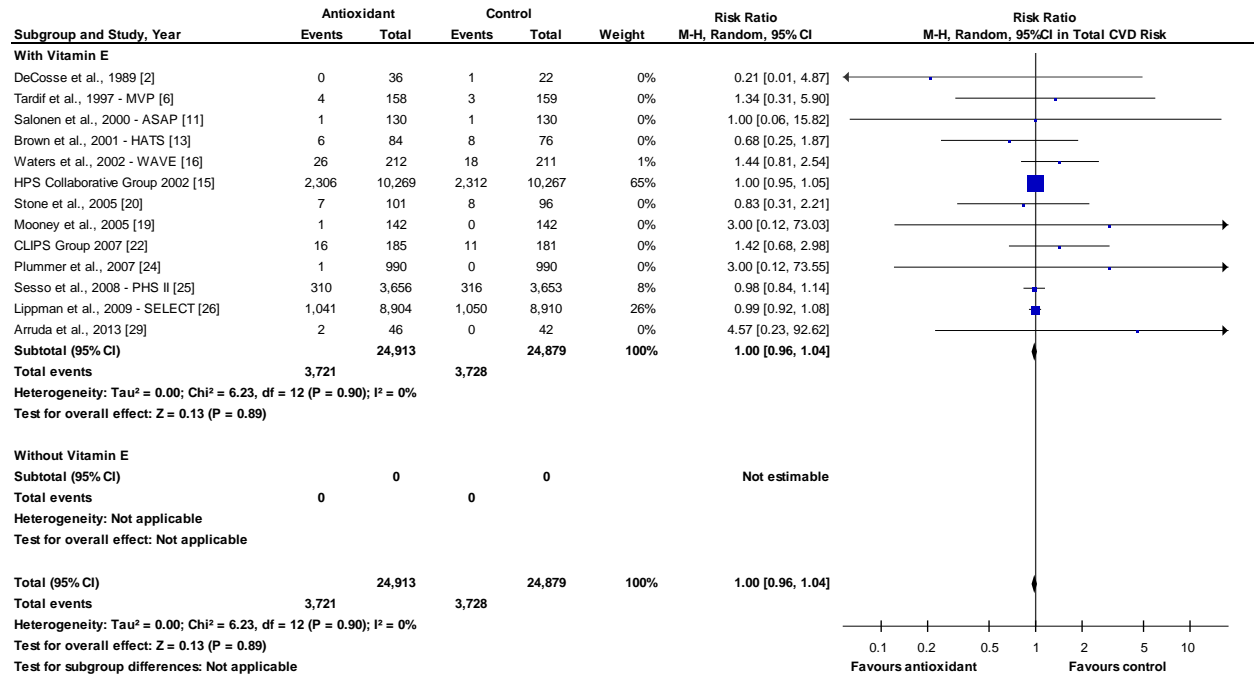 Antioxidant Control Risk Ratio Risk Ratio
Subgroup and Study, Year Events Total Events Total Weight M-H, Random, 95% CI M-H, Random, 95%CI in Total CVD Risk
With Vitamin E
DeCosse et al., 1989 [2] 0 36 1 22 0% 0.21 [0.01, 4.87]
Tardif et al., 1997 - MVP [6] 4 158 3 159 0% 1.34 [0.31, 5.90]
Salonen et al., 2000 - ASAP [11] 1 130 1 130 0% 1.00 [0.06, 15.82]
Brown et al., 2001 - HATS [13] 6 84 8 76 0% 0.68 [0.25, 1.87]
Waters et al., 2002 - WAVE [16] 26 212 18 211 1% 1.44 [0.81, 2.54]
HPS Collaborative Group 2002 [15] 2,306 10,269 2,312 10,267 65% 1.00 [0.95, 1.05]
Stone et al., 2005 [20] 7 101 8 96 0% 0.83 [0.31, 2.21]
Mooney et al., 2005 [19] 1 142 0 142 0% 3.00 [0.12, 73.03]
CLIPS Group 2007 [22] 16 185 11 181 0% 1.42 [0.68, 2.98]
Plummer et al., 2007 [24] 1 990 0 990 0% 3.00 [0.12, 73.55]
Sesso et al., 2008 - PHS II [25] 310 3,656 316 3,653 8% 0.98 [0.84, 1.14]
Lippman et al., 2009 - SELECT [26] 1,041 8,904 1,050 8,910 26% 0.99 [0.92, 1.08]
Arruda et al., 2013 [29] 2 46 0 42 0% 4.57 [0.23, 92.62]
Subtotal (95% CI) 24,913 24,879 100% 1.00 [0.96, 1.04]
Total events 3,721 3,728
Heterogeneity: Tau² = 0.00; Chi² = 6.23, df = 12 (P = 0.90); I² = 0%
Test for overall effect: Z = 0.13 (P = 0.89)
Without Vitamin E
Subtotal (95% CI) 0 0 Not estimable
Total events 0 0
Heterogeneity: Not applicable
Test for overall effect: Not applicable
Total (95% CI) 24,913 24,879 100% 1.00 [0.96, 1.04]
Total events 3,721 3,728
Heterogeneity: Tau² = 0.00; Chi² = 6.23, df = 12 (P = 0.90); I² = 0%
Test for overall effect: Z = 0.13 (P = 0.89) 0.1 0.2 0.5 1 2 5 10
Test for subgroup differences: Not applicable Favours antioxidant Favours control